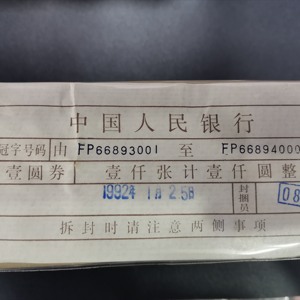 中国人民银行
冠字号码 由 FP66893001 至 FP66894000
壹圆券 壹仟张计壹仟圆整
1992年1月25日 封捆员 08
拆封时请注意两侧事项